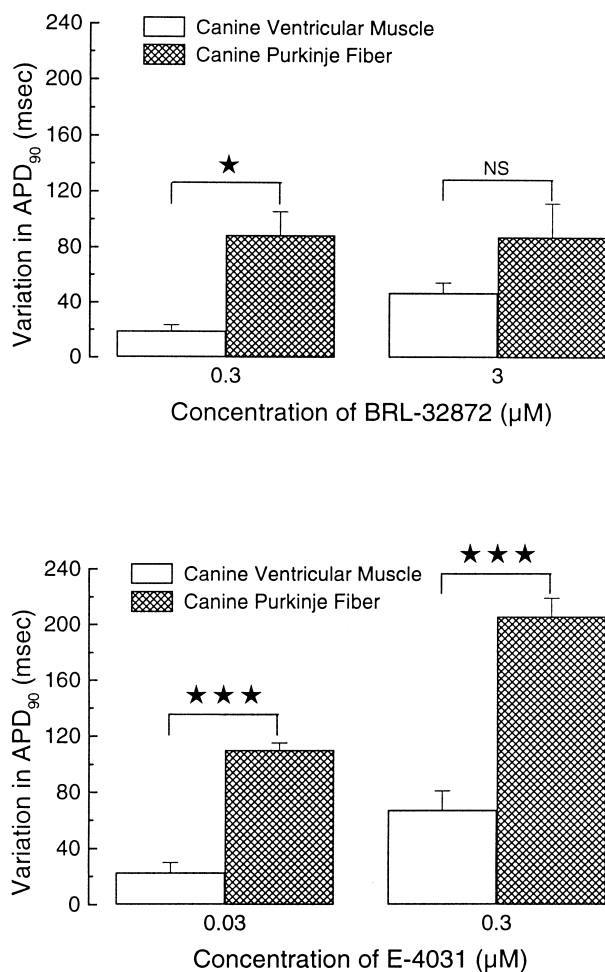 Canine Ventricular Muscle
Canine Purkinje Fiber
Variation in APD90 (msec)
240
200
160
120
80
40
0
★
NS
0.3
3
Concentration of BRL-32872 (µM)
Canine Ventricular Muscle
Canine Purkinje Fiber
Variation in APD90 (msec)
240
200
160
120
80
40
0
★★★
★★★
0.03
0.3
Concentration of E-4031 (µM)